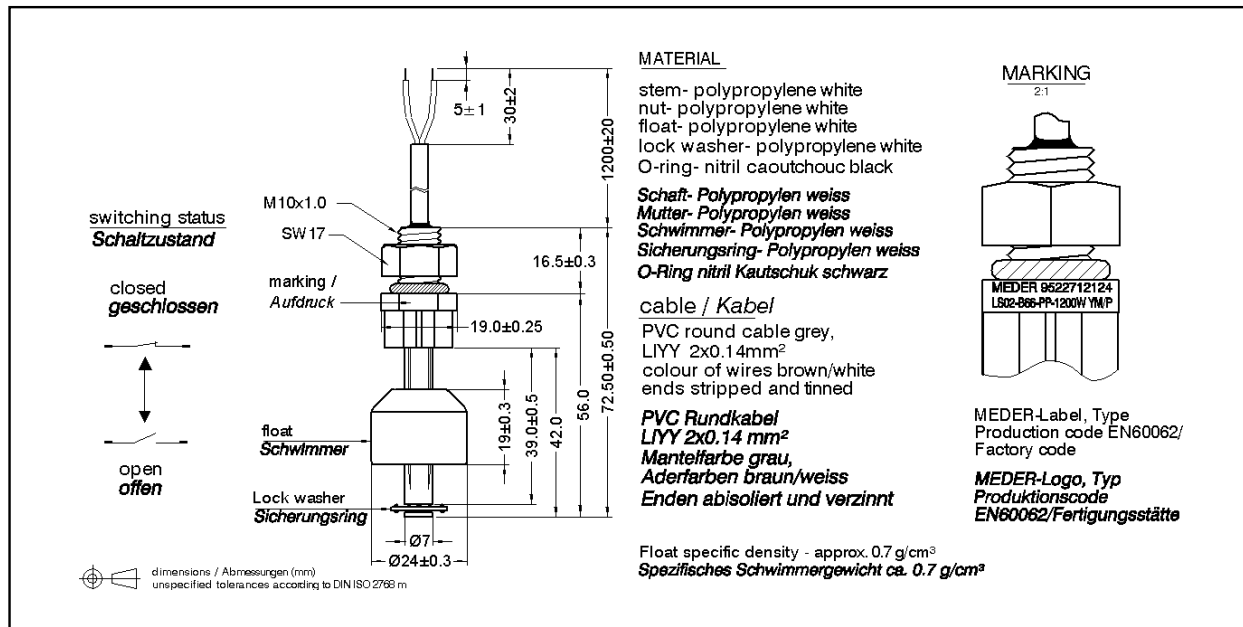 switching status
Schaltzustand
closed
geschlossen
open
offen
5±1
30±2
1200±20
M10x1.0
SW17
marking /
Aufdruck
16.5±0.3
19.0±0.25
19±0.3
39.0±0.5
42.0
56.0
72.50±0.50
float
Schwimmer
Lock washer
Sicherungsring
Ø7
Ø24±0.3
dimensions / Abmessungen (mm)
unspecified tolerances according to DIN ISO 2768 m
MATERIAL
stem- polypropylene white
nut- polypropylene white
float- polypropylene white
lock washer- polypropylene white
O-ring- nitril caoutchouc black
Schaft- Polypropylen weiss
Mutter- Polypropylen weiss
Schwimmer- Polypropylen weiss
Sicherungsring- Polypropylen weiss
O-Ring nitril Kautschuk schwarz
cable / Kabel
PVC round cable grey,
LIYY 2x0.14mm²
colour of wires brown/white
ends stripped and tinned
PVC Rundkabel
LIYY 2x0.14 mm²
Mantelfarbe grau,
Aderfarben braun/weiss
Enden abisoliert und verzinnt
Float specific density - approx. 0.7 g/cm³
Spezifisches Schwimmergewicht ca. 0.7 g/cm³
MARKING
2:1
MEDER 9522712124
LS02-B66-PP-1200W YM/P
MEDER-Label, Type
Production code EN60062/
Factory code
MEDER-Logo, Typ
Produktionscode
EN60062/Fertigungsstätte